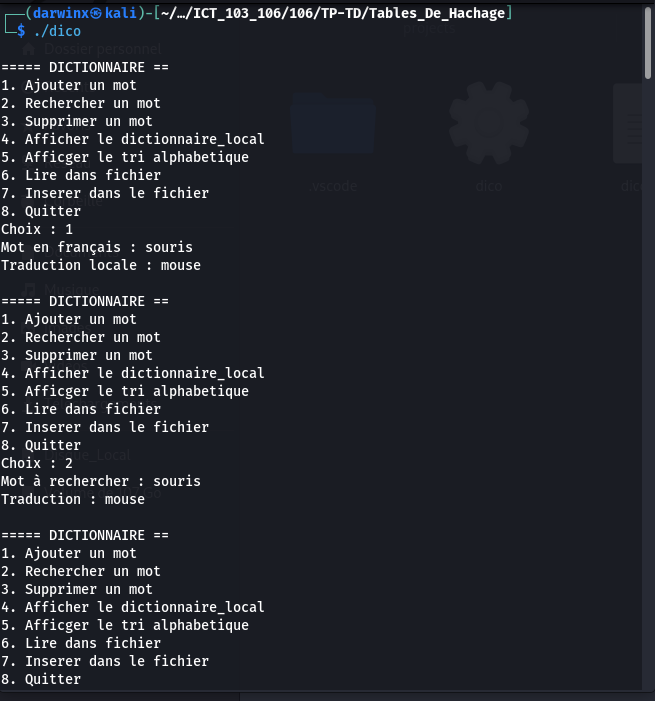 ┌──(darwinx㉿kali)-[~/…/ICT_103_106/106/TP-TD/Tables_De_Hachage]
└─$ ./dico

===== DICTIONNAIRE ==
1. Ajouter un mot
2. Rechercher un mot
3. Supprimer un mot
4. Afficher le dictionnaire_local
5. Afficger le tri alphabetique
6. Lire dans fichier
7. Inserer dans le fichier
8. Quitter
Choix : 1
Mot en français : souris
Traduction locale : mouse

===== DICTIONNAIRE ==
1. Ajouter un mot
2. Rechercher un mot
3. Supprimer un mot
4. Afficher le dictionnaire_local
5. Afficger le tri alphabetique
6. Lire dans fichier
7. Inserer dans le fichier
8. Quitter
Choix : 2
Mot à rechercher : souris
Traduction : mouse

===== DICTIONNAIRE ==
1. Ajouter un mot
2. Rechercher un mot
3. Supprimer un mot
4. Afficher le dictionnaire_local
5. Afficger le tri alphabetique
6. Lire dans fichier
7. Inserer dans le fichier
8. Quitter
Dossier personnel
.vscode
dico
Musique